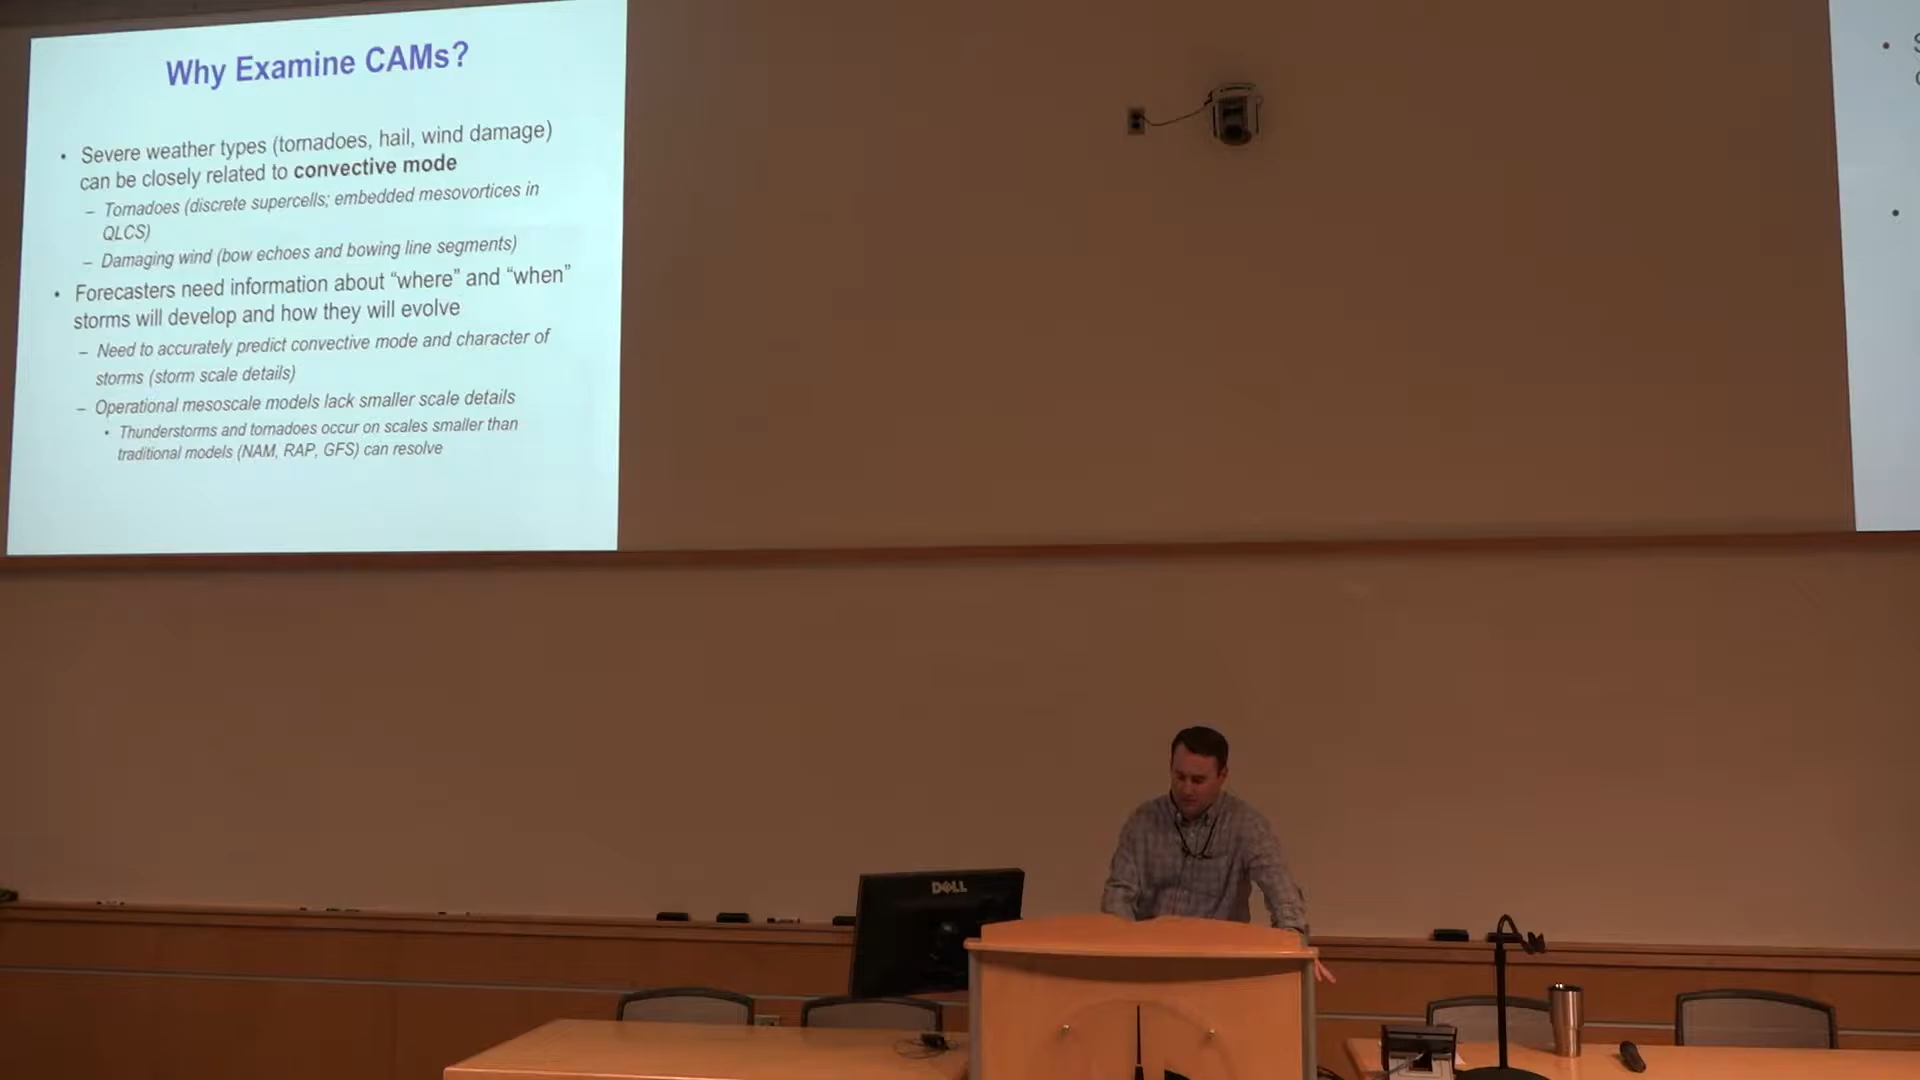 Why Examine CAMs?
• Severe weather types (tornadoes, hail, wind damage)
can be closely related to convective mode
– Tornadoes (discrete supercells; embedded mesovortices in
QLCS)
– Damaging wind (bow echoes and bowing line segments)
• Forecasters need information about “where” and “when”
storms will develop and how they will evolve
– Need to accurately predict convective mode and character of
storms (storm scale details)
– Operational mesoscale models lack smaller scale details
• Thunderstorms and tornadoes occur on scales smaller than
traditional models (NAM, RAP, GFS) can resolve
DELL